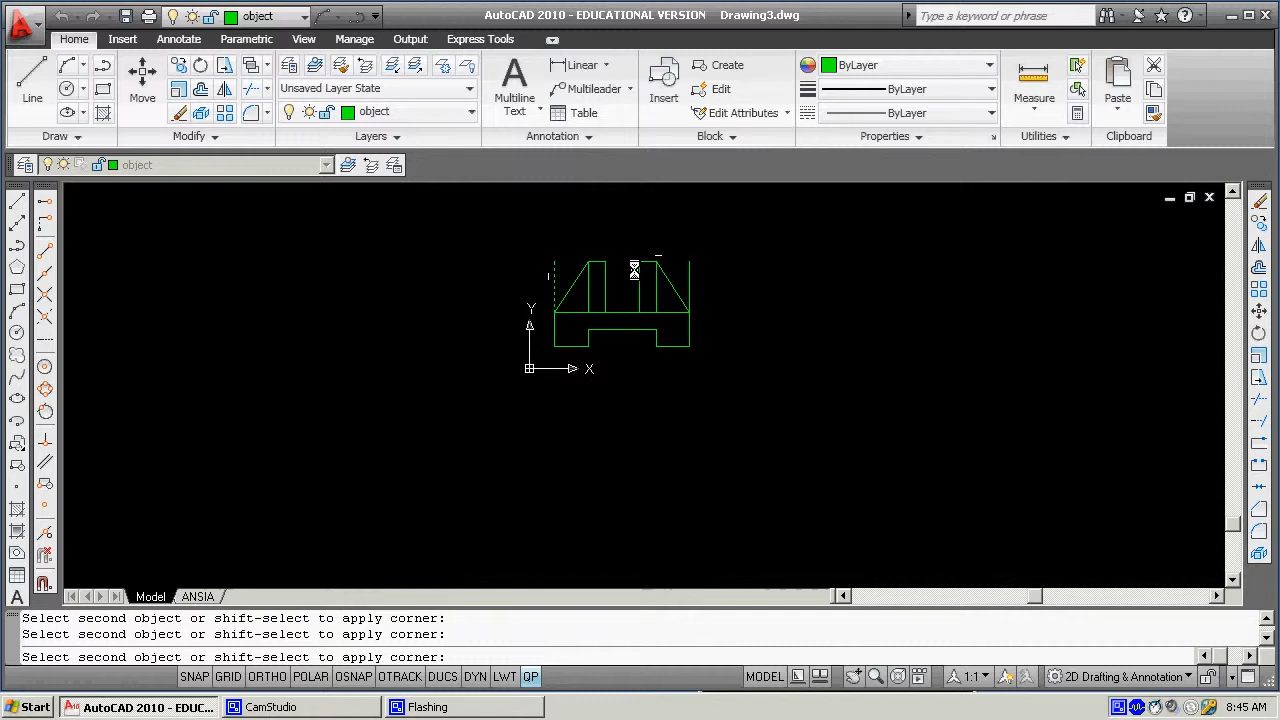 object
AutoCAD 2010 - EDUCATIONAL VERSION Drawing3.dwg
Type a keyword or phrase
Home Insert Annotate Parametric View Manage Output Express Tools
Line
Move
Unsaved Layer State
object
Multiline
Text
Linear
Multileader
Table
Insert
Create
Edit
Edit Attributes
ByLayer
ByLayer
ByLayer
Measure
Paste
Draw Modify Layers Annotation Block Properties Utilities Clipboard
object
Y
X
Model ANSIA
Select second object or shift-select to apply corner:
Select second object or shift-select to apply corner:
Select second object or shift-select to apply corner:
SNAP GRID ORTHO POLAR OSNAP OTRACK DUCS DYN LWT QP
MODEL
1:1
2D Drafting & Annotation
Start
AutoCAD 2010 - EDUC...
CamStudio
Flashing
8:45 AM